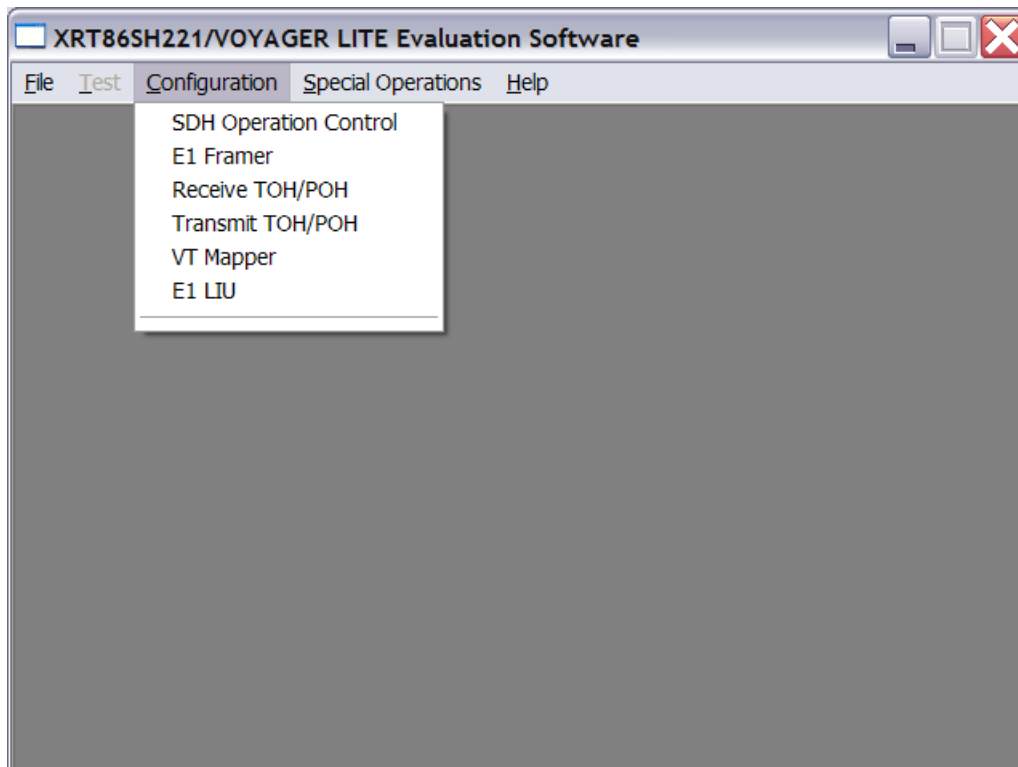 XRT86SH221/VOYAGER LITE Evaluation Software
File Test Configuration Special Operations Help
SDH Operation Control
E1 Framer
Receive TOH/POH
Transmit TOH/POH
VT Mapper
E1 LIU